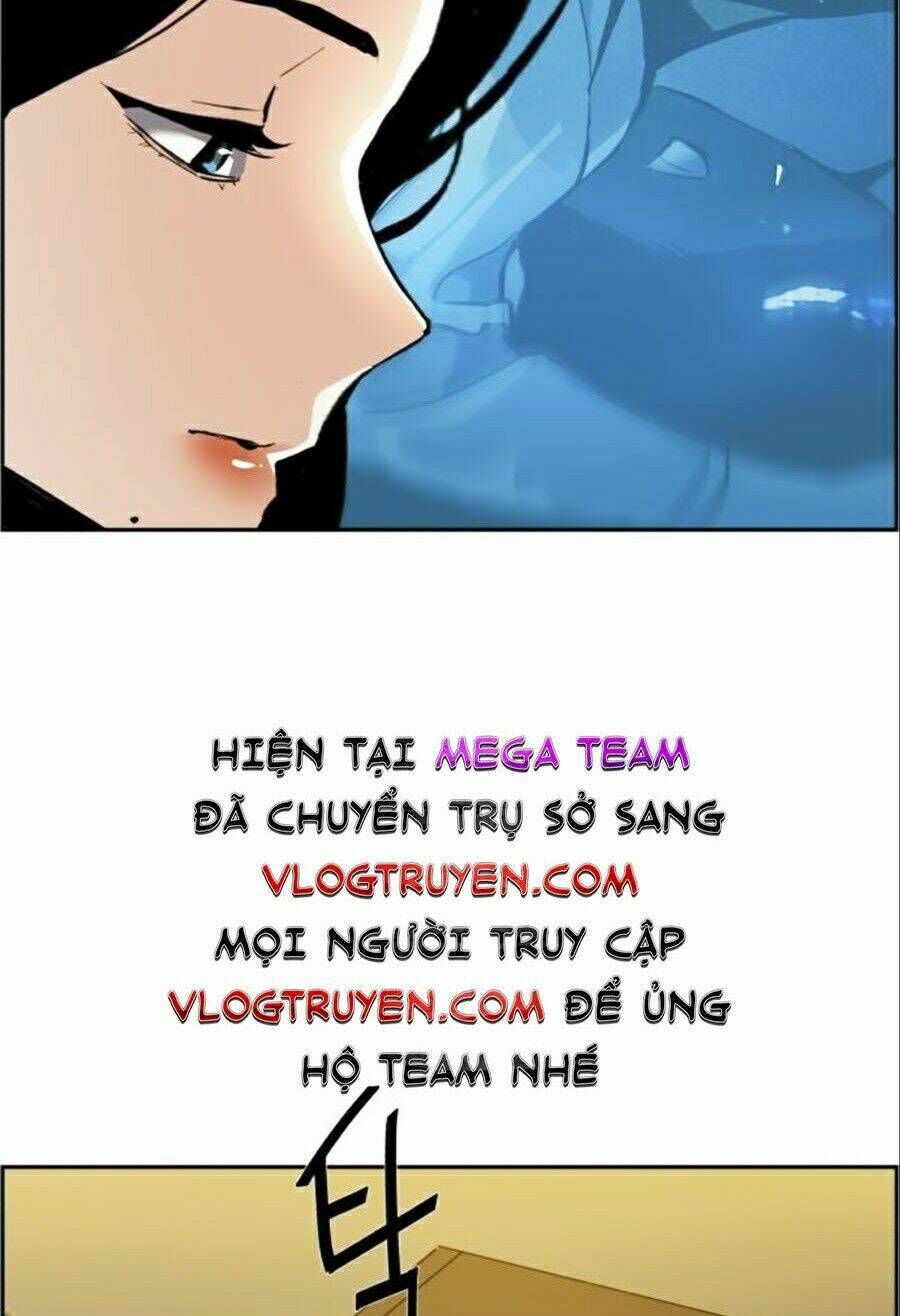 HIỆN TẠI MEGA TEAM
ĐÃ CHUYỂN TRỤ SỞ SANG
VLOGTRUYEN.COM
MỌI NGƯỜI TRUY CẬP
VLOGTRUYEN.COM ĐỂ ỦNG
HỘ TEAM NHÉ
탁